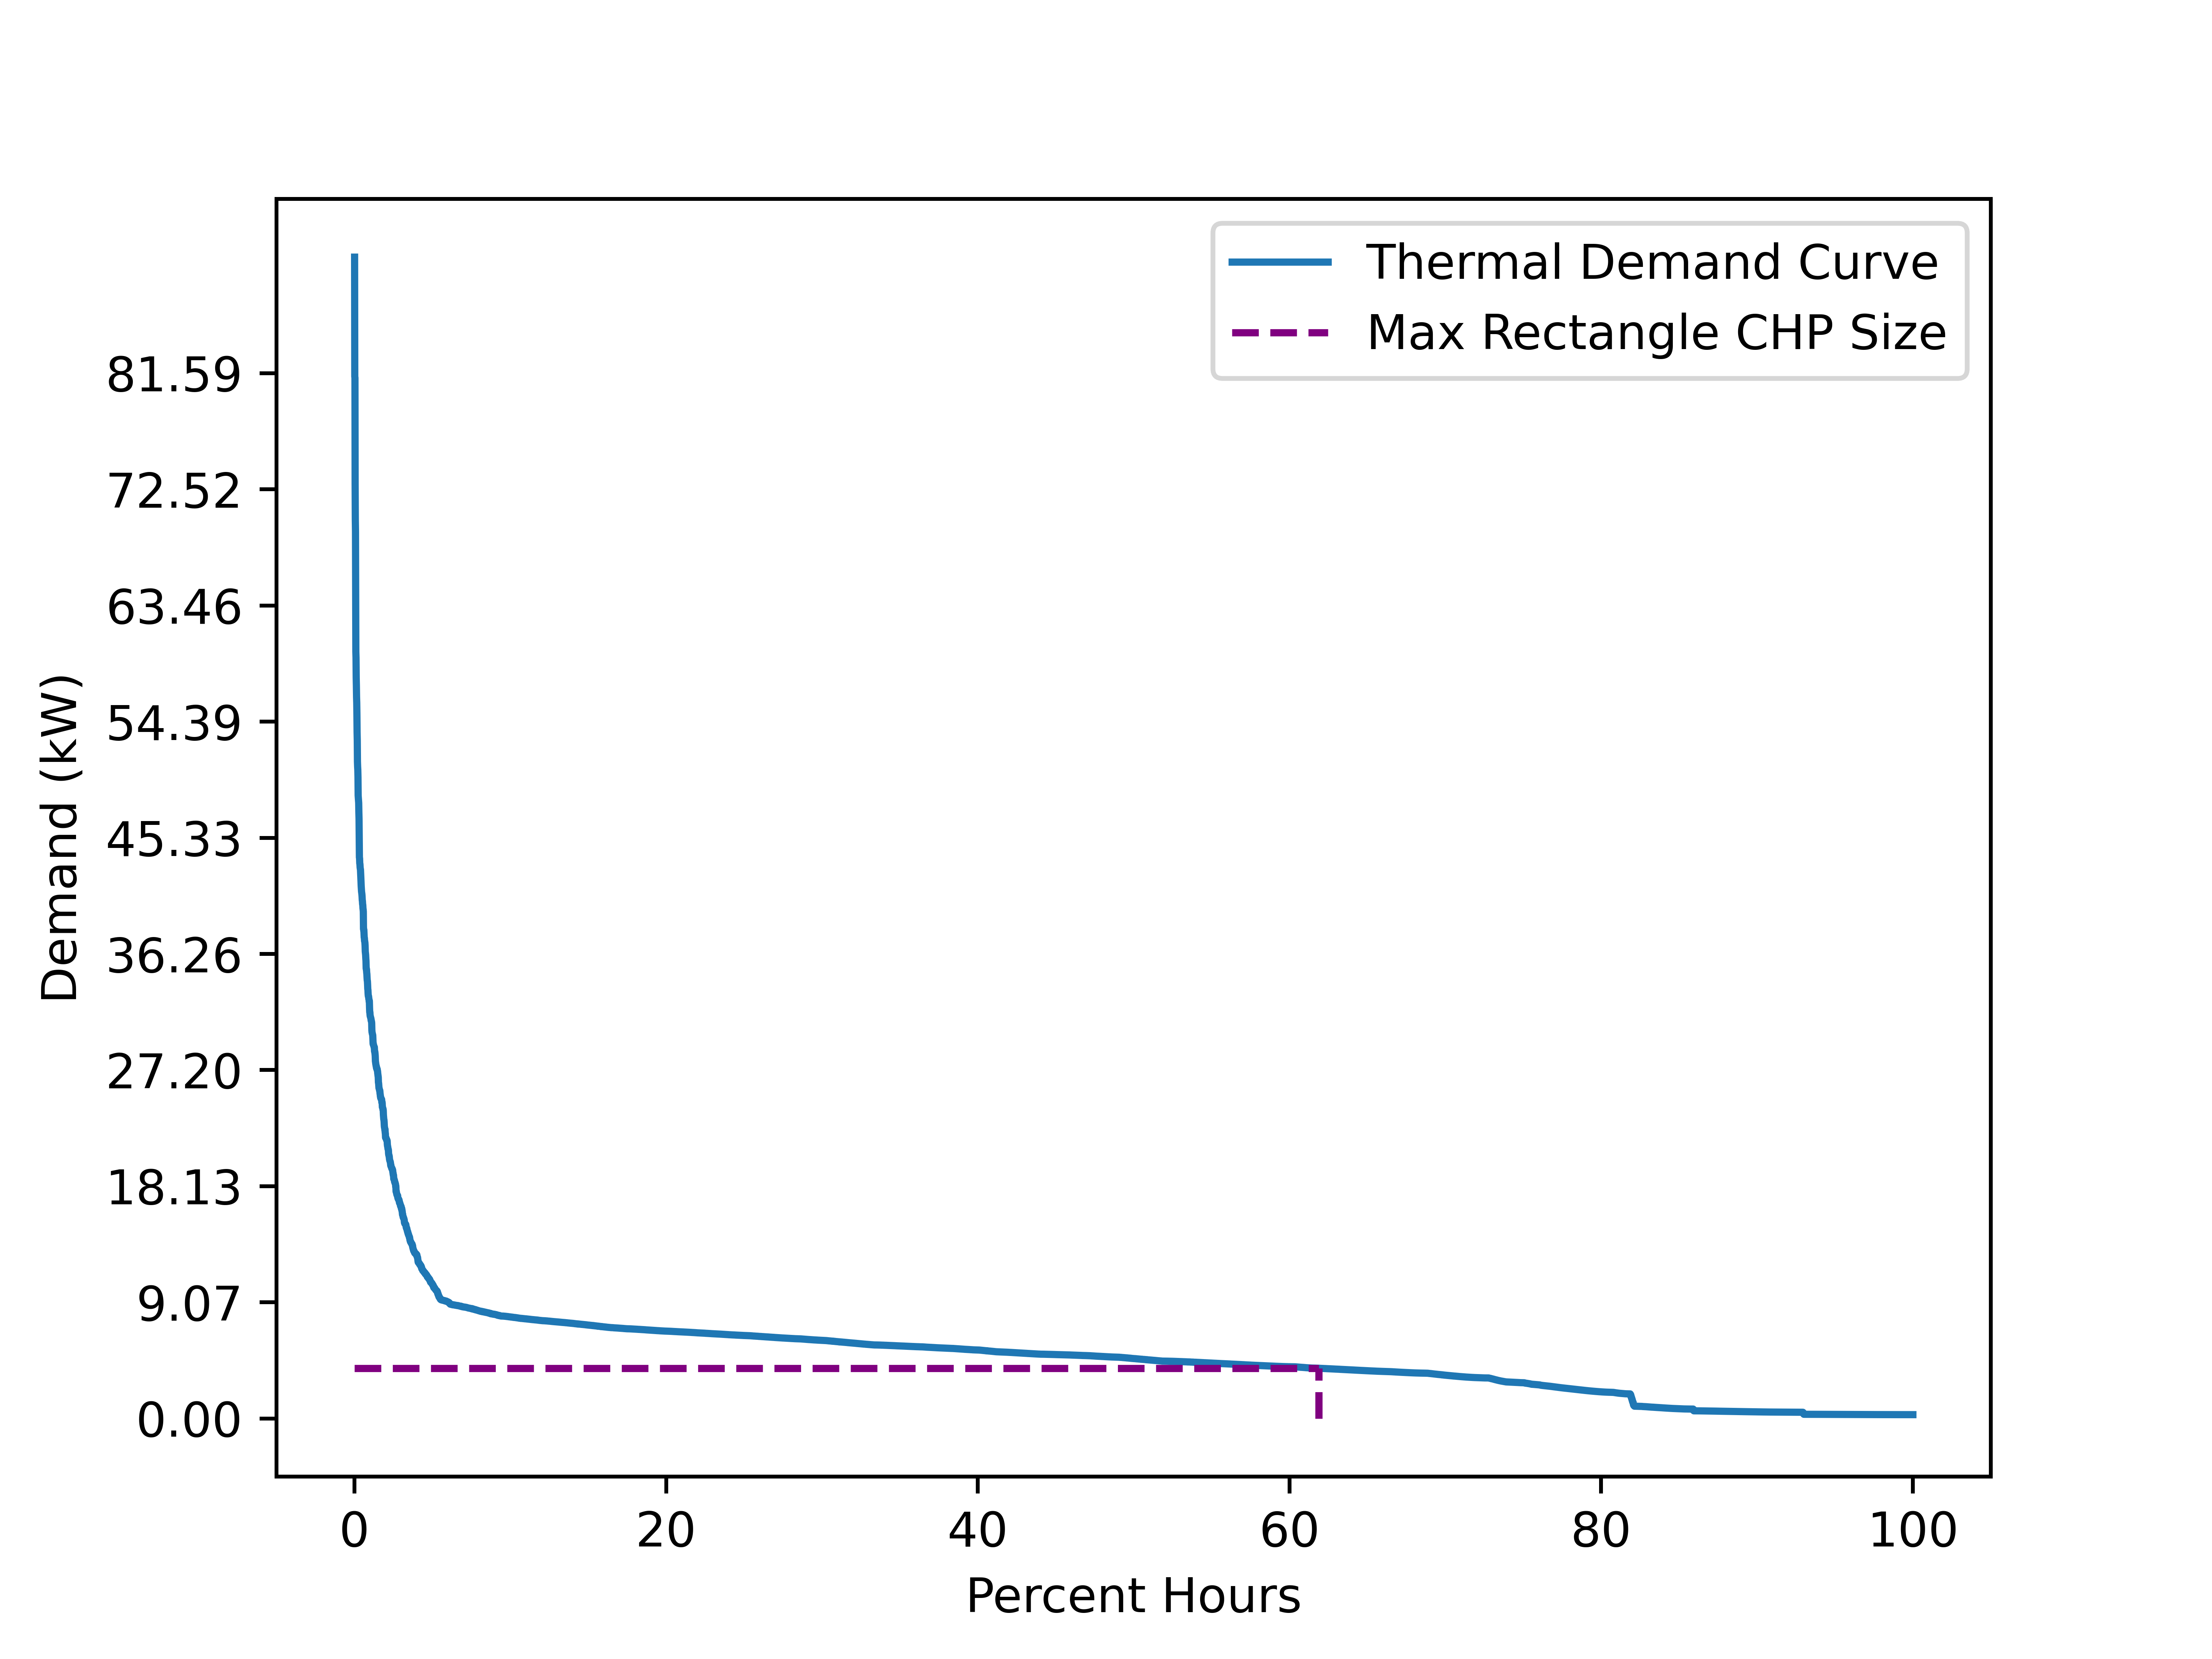 Thermal Demand Curve
Max Rectangle CHP Size
81.59
72.52
63.46
54.39
45.33
36.26
27.20
18.13
9.07
0.00
Demand (kW)
0 20 40 60 80 100
Percent Hours